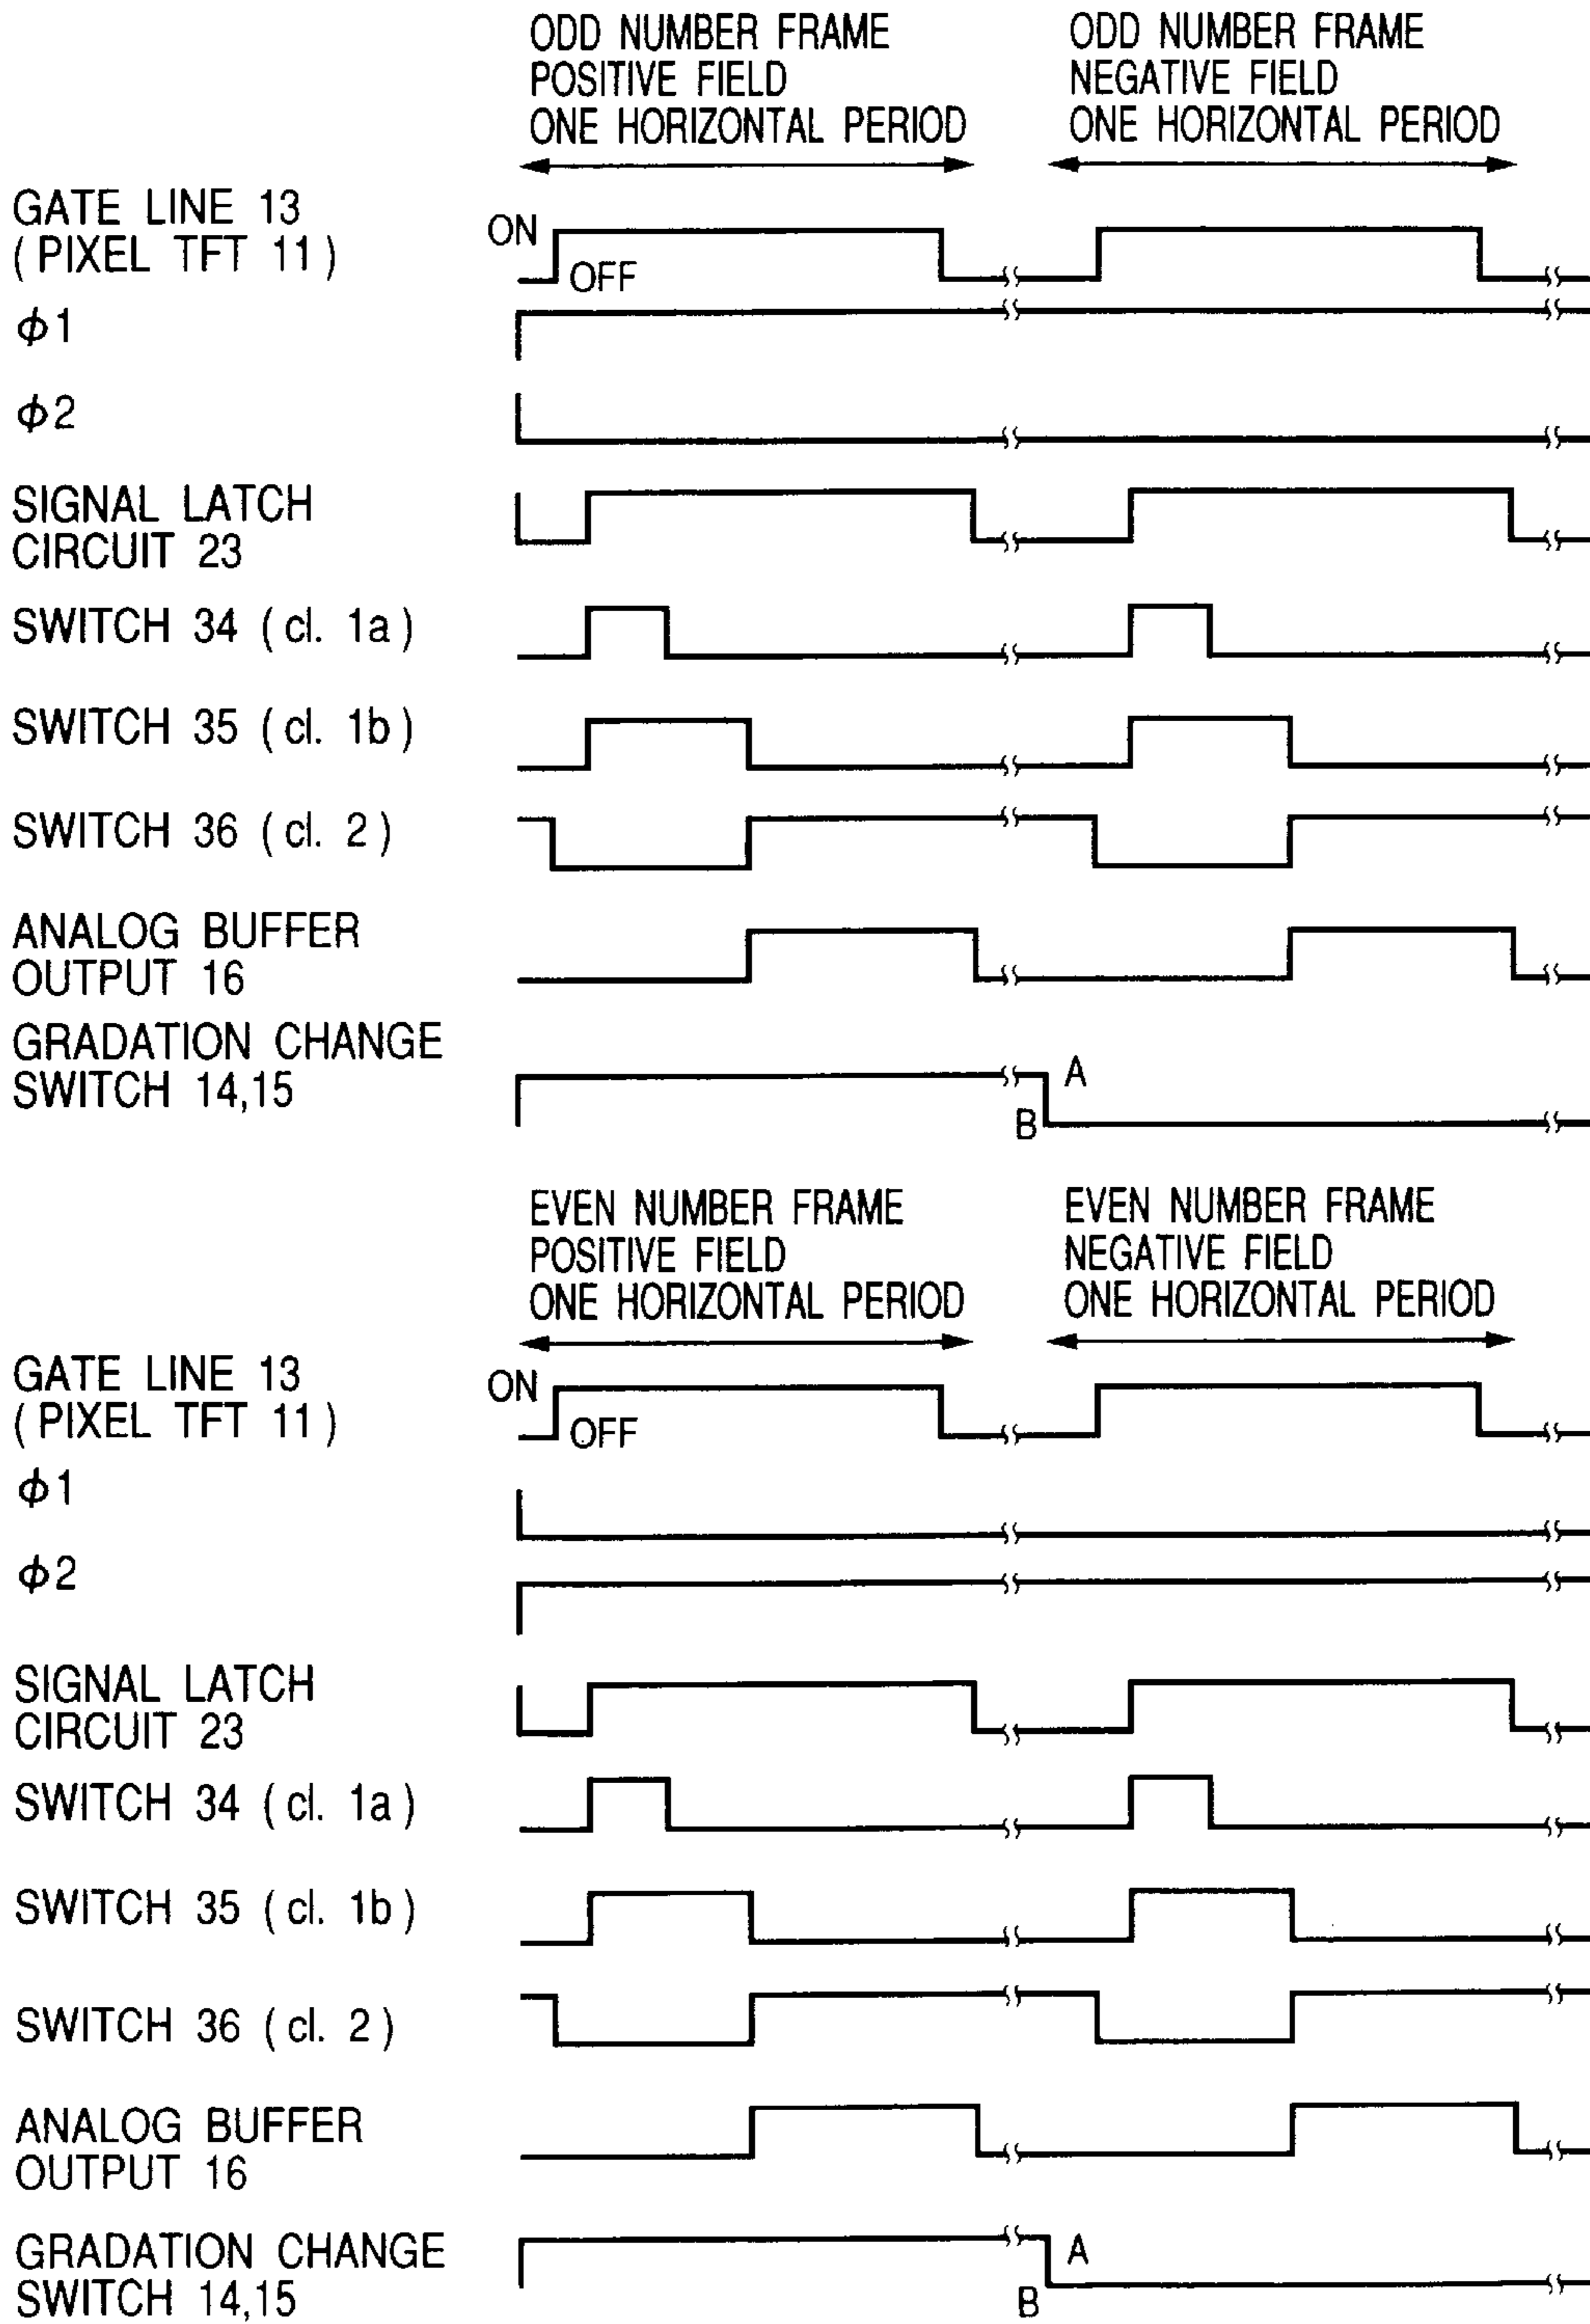 ODD NUMBER FRAME
POSITIVE FIELD
ONE HORIZONTAL PERIOD
ODD NUMBER FRAME
NEGATIVE FIELD
ONE HORIZONTAL PERIOD
GATE LINE 13
(PIXEL TFT 11)
ON
OFF
ϕ1
ϕ2
SIGNAL LATCH
CIRCUIT 23
SWITCH 34 (cl. 1a)
SWITCH 35 (cl. 1b)
SWITCH 36 (cl. 2)
ANALOG BUFFER
OUTPUT 16
GRADATION CHANGE
SWITCH 14,15
A
B
EVEN NUMBER FRAME
POSITIVE FIELD
ONE HORIZONTAL PERIOD
EVEN NUMBER FRAME
NEGATIVE FIELD
ONE HORIZONTAL PERIOD
GATE LINE 13
(PIXEL TFT 11)
ON
OFF
ϕ1
ϕ2
SIGNAL LATCH
CIRCUIT 23
SWITCH 34 (cl. 1a)
SWITCH 35 (cl. 1b)
SWITCH 36 (cl. 2)
ANALOG BUFFER
OUTPUT 16
GRADATION CHANGE
SWITCH 14,15
A
B